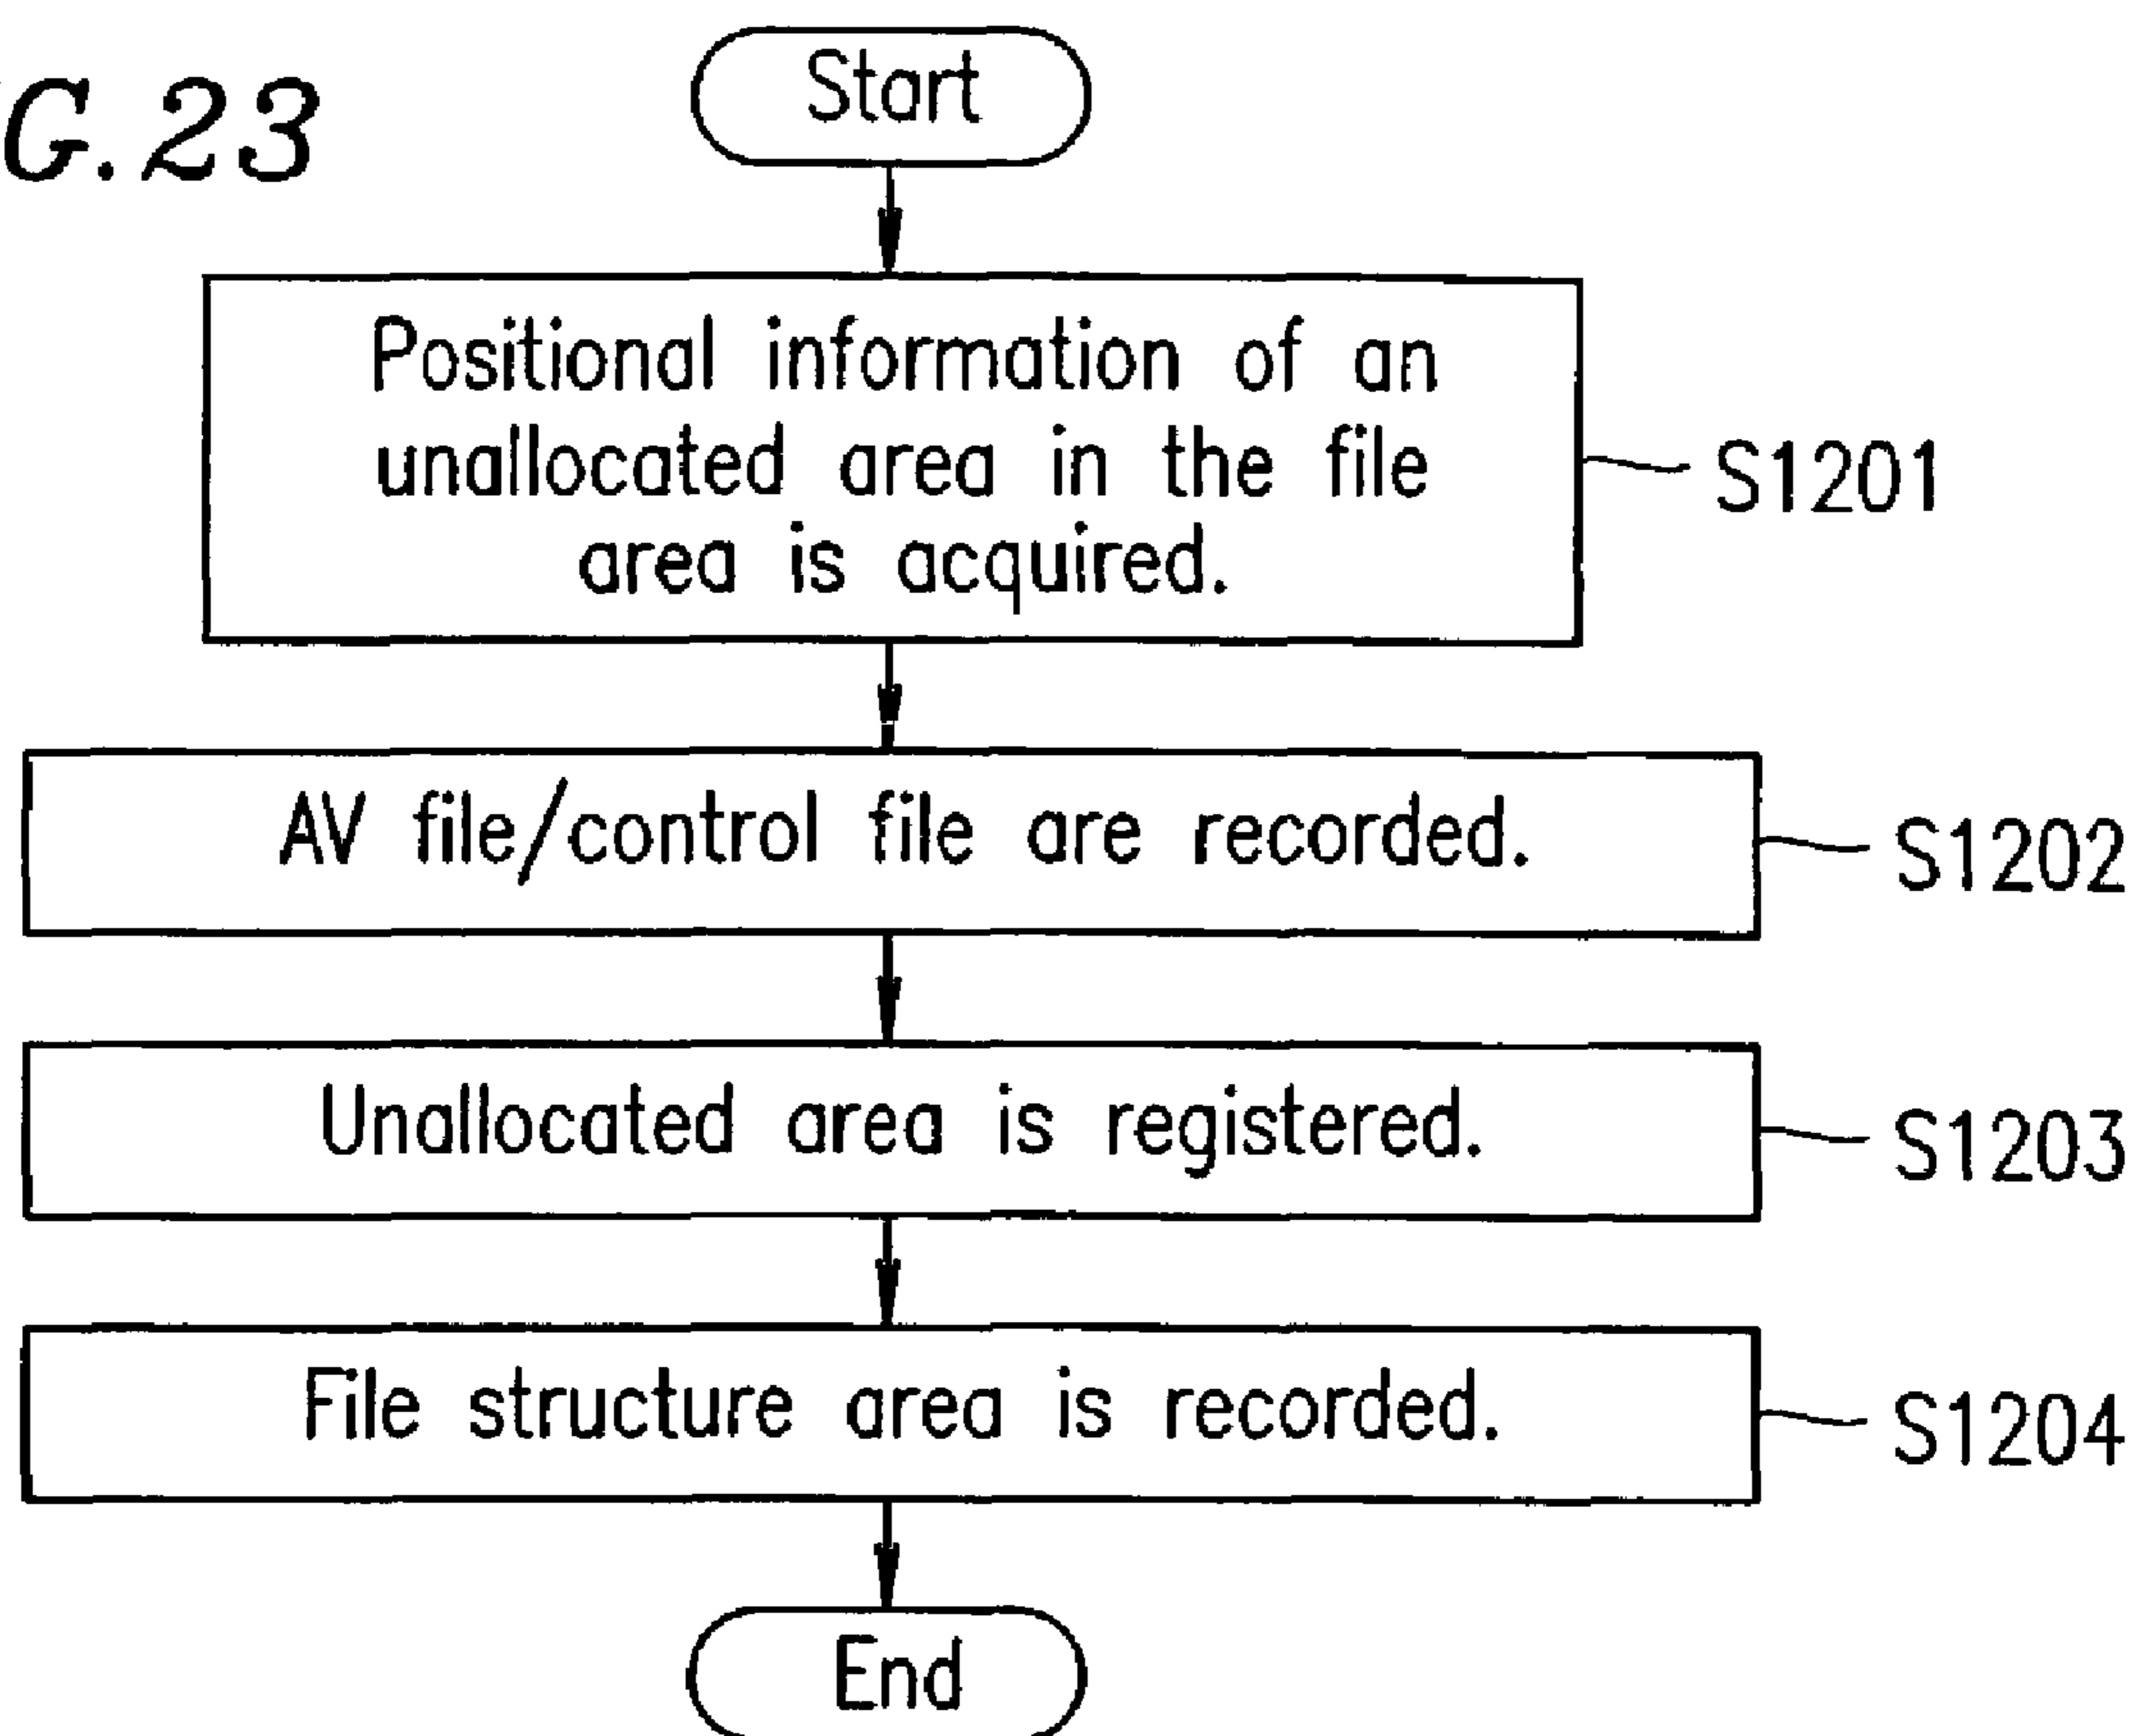 G.23
Start
Positional information of an
unallocated area in the file
area is acquired.
S1201
AV file/control file are recorded.
S1202
Unallocated area is registered.
S1203
File structure area is recorded.
S1204
End